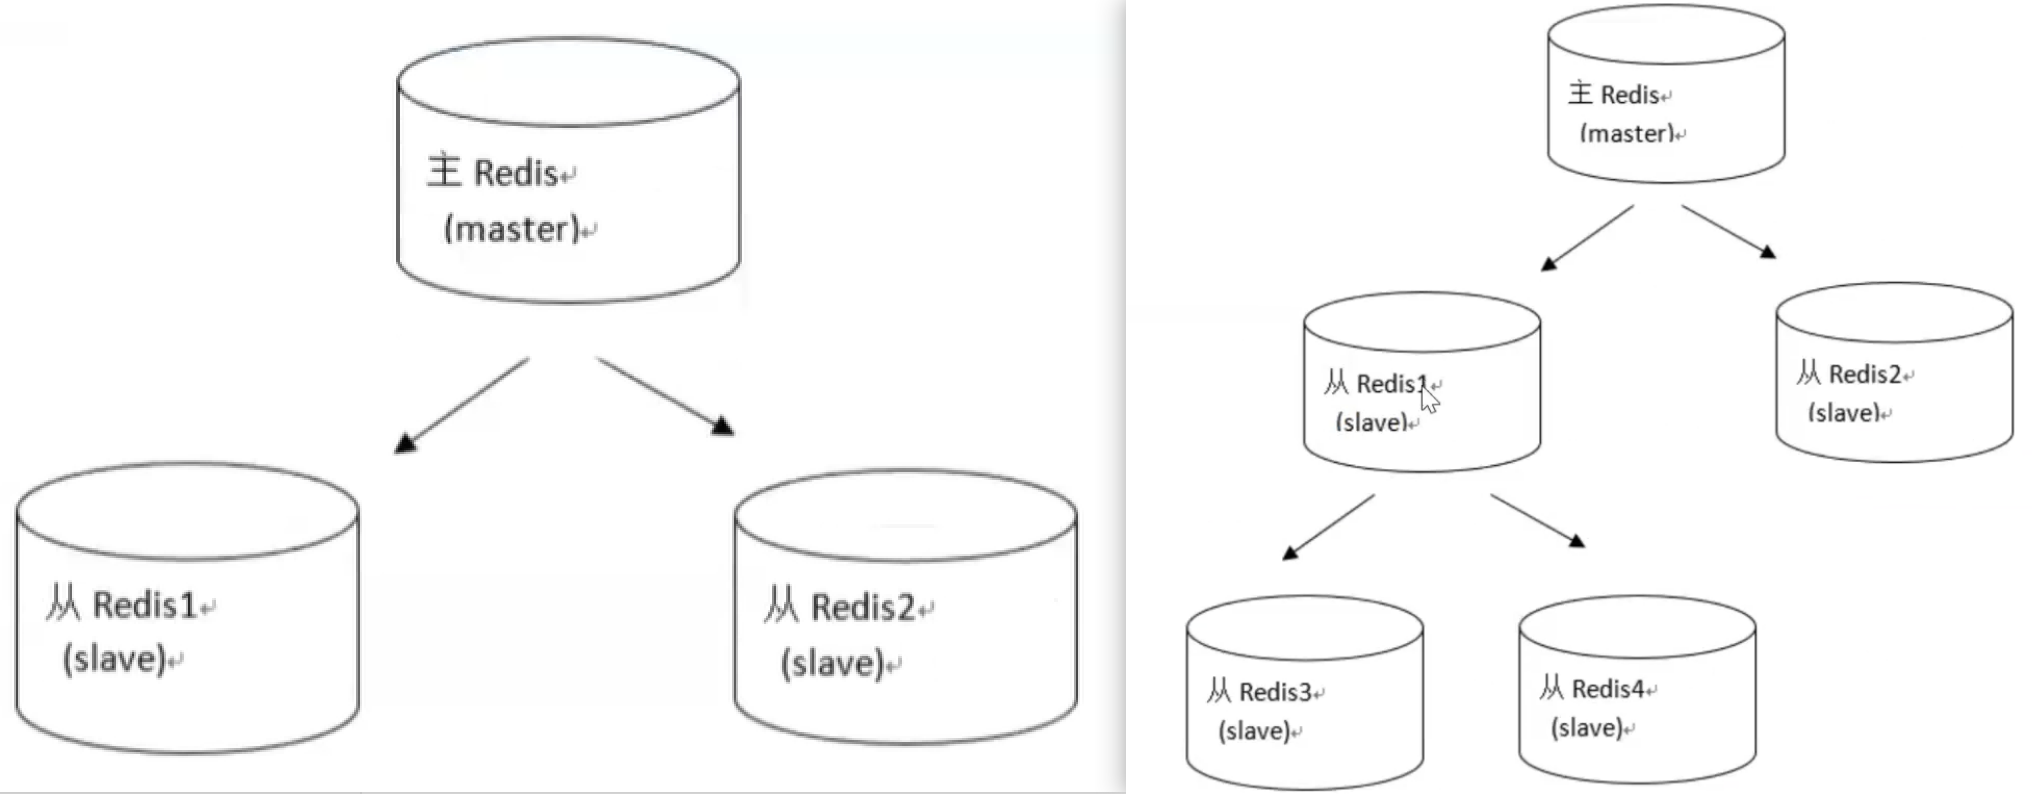 主 Redis↵
(master)↵
从 Redis1↵
(slave)↵
从 Redis2↵
(slave)↵
主 Redis↵
(master)↵
从 Redis1↵
(slave)↵
从 Redis2↵
(slave)↵
从 Redis3↵
(slave)↵
从 Redis4↵
(slave)↵